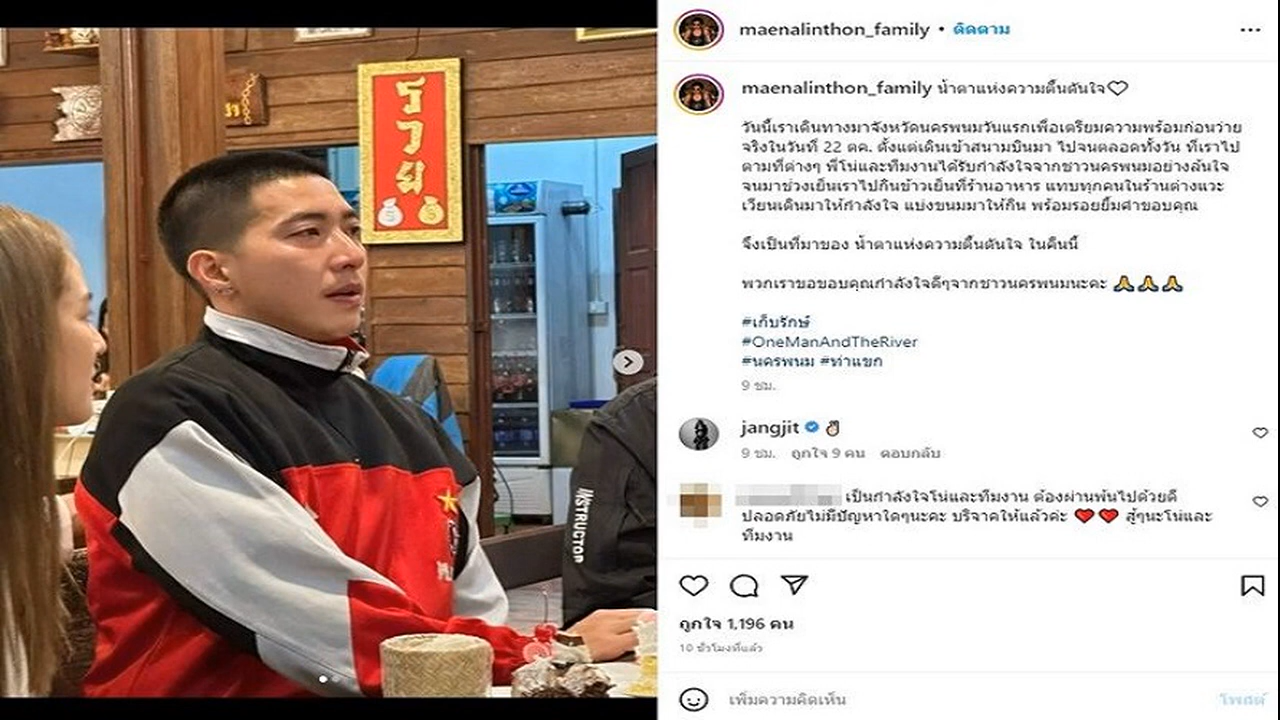 รวย
INSTRUCTOR
maenalinthon_family • ติดตาม
maenalinthon_family น้ำตาแห่งความตื้นตันใจ
วันนี้เราเดินทางมาจังหวัดนครพนมวันแรกเพื่อเตรียมความพร้อมก่อนว่าย
จริงในวันที่ 22 ตค. ตั้งแต่เดินเข้าสนามบินมา ไปจนตลอดทั้งวัน ที่เราไป
ตามที่ต่างๆ พี่โน่และทีมงานได้รับกำลังใจจากชาวนครพนมอย่างล้นใจ
จนมาช่วงเย็นเราไปกินข้าวเย็นที่ร้านอาหาร แทบทุกคนในร้านต่างแวะ
เวียนเดินมาให้กำลังใจ แบ่งขนมมาให้กิน พร้อมรอยยิ้มคำขอบคุณ
จึงเป็นที่มาของ น้ำตาแห่งความตื้นตันใจ ในคืนนี้
พวกเราขอขอบคุณกำลังใจดีๆจากชาวนครพนมนะคะ 🙏🙏🙏
#เก็บรักษ์
#OneManAndTheRiver
#นครพนม #ท่าแขก
9 ชม.
jangjit
9 ชม. ถูกใจ 9 คน ตอบกลับ
เป็นกำลังใจโน่และทีมงาน ต้องผ่านพ้นไปด้วยดี
ปลอดภัยไม่มีปัญหาใดๆนะคะ บริจาคให้แล้วค่ะ ❤️❤️ สู้ๆนะโน่และ
ทีมงาน
ถูกใจ 1,196 คน
10 ชั่วโมงที่แล้ว
เพิ่มความคิดเห็น
โพสต์